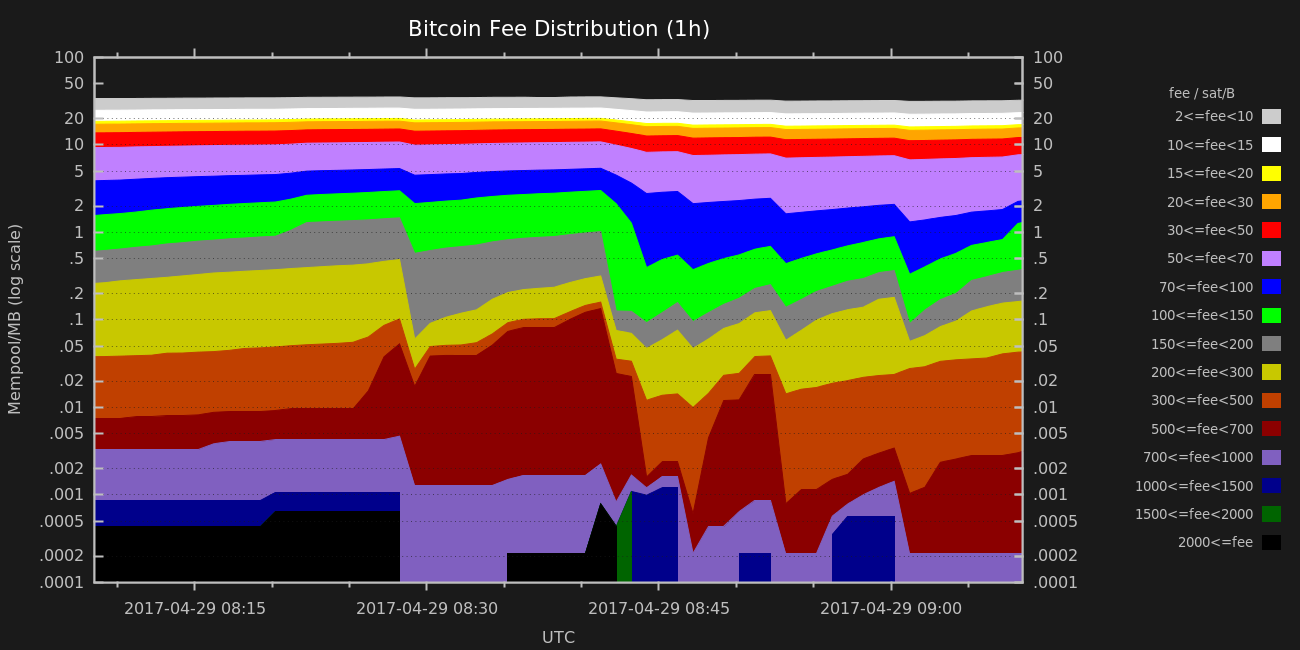 Bitcoin Fee Distribution (1h)
100 100
50 50
20 20
10 10
5 5
2 2
1 1
.5 .5
.2 .2
.1 .1
.05 .05
.02 .02
.01 .01
.005 .005
.002 .002
.001 .001
.0005 .0005
.0002 .0002
.0001 .0001
Mempool/MB (log scale)
2017-04-29 08:15 2017-04-29 08:30 2017-04-29 08:45 2017-04-29 09:00
UTC
fee / sat/B
2<=fee<10
10<=fee<15
15<=fee<20
20<=fee<30
30<=fee<50
50<=fee<70
70<=fee<100
100<=fee<150
150<=fee<200
200<=fee<300
300<=fee<500
500<=fee<700
700<=fee<1000
1000<=fee<1500
1500<=fee<2000
2000<=fee